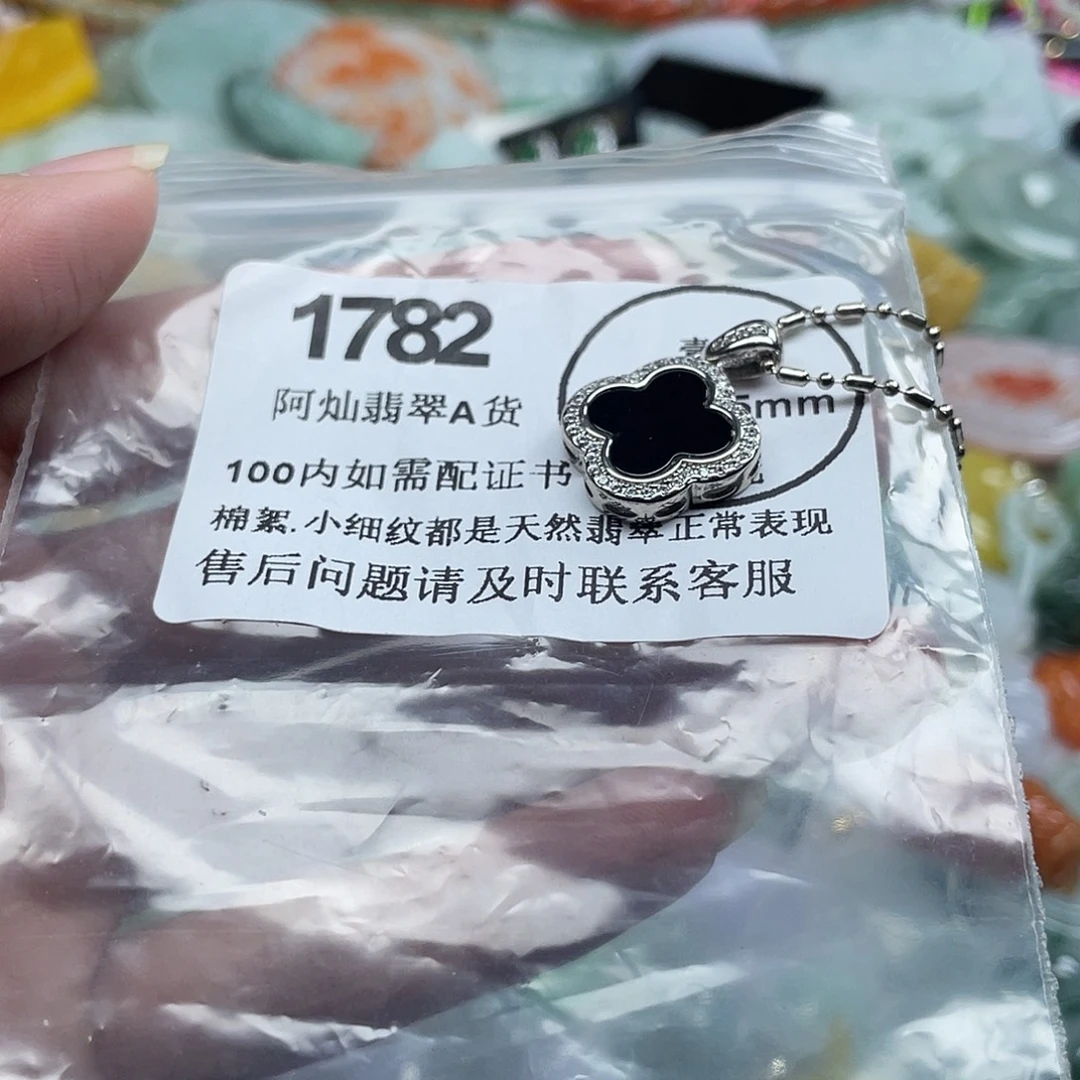 1782
阿灿翡翠A货
mm
100内如需配证书
棉絮.小细纹都是天然翡翠正常表现
售后问题请及时联系客服